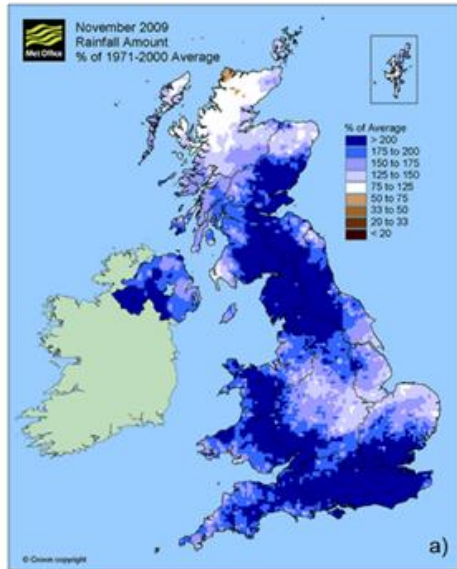 Met Office
November 2009
Rainfall Amount
% of 1971-2000 Average
% of Average
> 200
175 to 200
150 to 175
125 to 150
75 to 125
50 to 75
33 to 50
20 to 33
< 20
a)
© Crown copyright